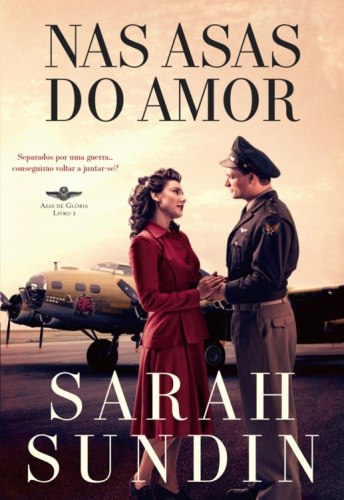 NAS ASAS
DO AMOR
Separados por uma guerra...
conseguirão voltar a juntar-se?
ASAS DE GLÓRIA
LIVRO 1
SARAH
SUNDIN